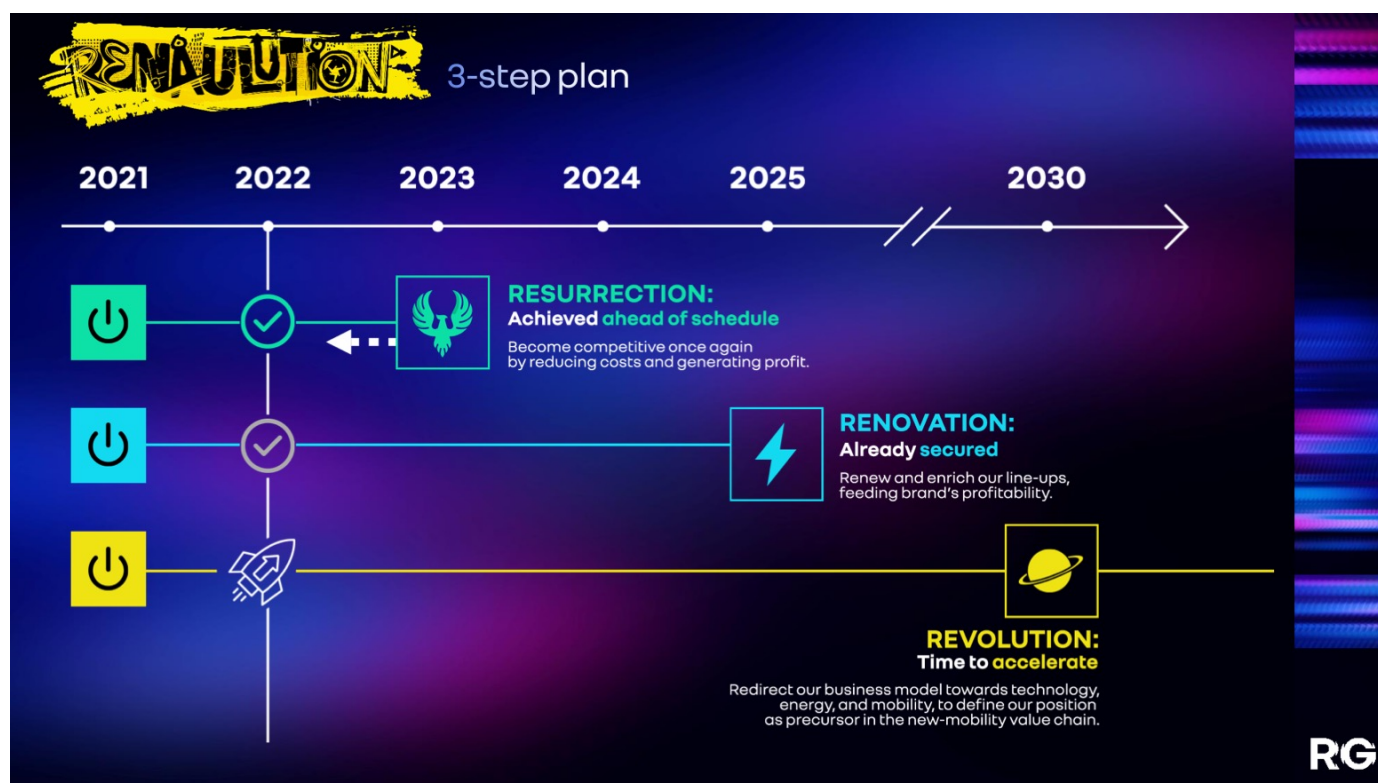 RENAULUTION 3-step plan
2021 2022 2023 2024 2025 2030
RESURRECTION:
Achieved ahead of schedule
Become competitive once again
by reducing costs and generating profit.
RENOVATION:
Already secured
Renew and enrich our line-ups,
feeding brand’s profitability.
REVOLUTION:
Time to accelerate
Redirect our business model towards technology,
energy, and mobility, to define our position
as precursor in the new-mobility value chain.
RG